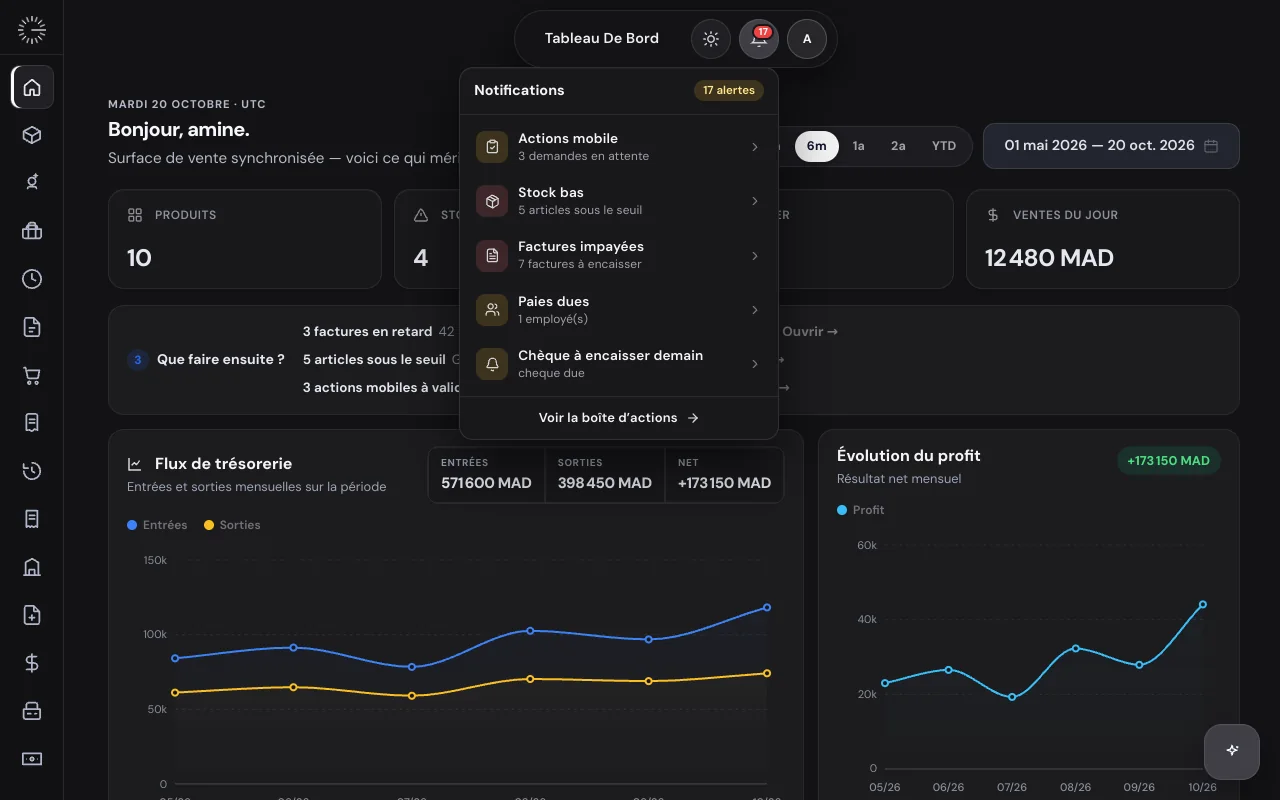 Tableau De Bord
17
A
Notifications
17 alertes
Actions mobile
3 demandes en attente
Stock bas
5 articles sous le seuil
Factures impayées
7 factures à encaisser
Paies dues
1 employé(s)
Chèque à encaisser demain
cheque due
Voir la boîte d'actions →
MARDI 20 OCTOBRE · UTC
Bonjour, amine.
Surface de vente synchronisée — voici ce qui
6m
1a
2a
YTD
01 mai 2026 — 20 oct. 2026
PRODUITS
10
4
VENTES DU JOUR
12 480 MAD
3
Que faire ensuite ?
3 factures en retard 42
5 articles sous le seuil
3 actions mobiles à
Ouvrir →
Flux de trésorerie
Entrées et sorties mensuelles sur la période
ENTRÉES
571 600 MAD
SORTIES
398 450 MAD
NET
+173 150 MAD
Entrées
Sorties
150k
100k
50k
0
Évolution du profit
Résultat net mensuel
+173 150 MAD
Profit
60k
40k
20k
0
05/26
06/26
07/26
08/26
09/26
10/26